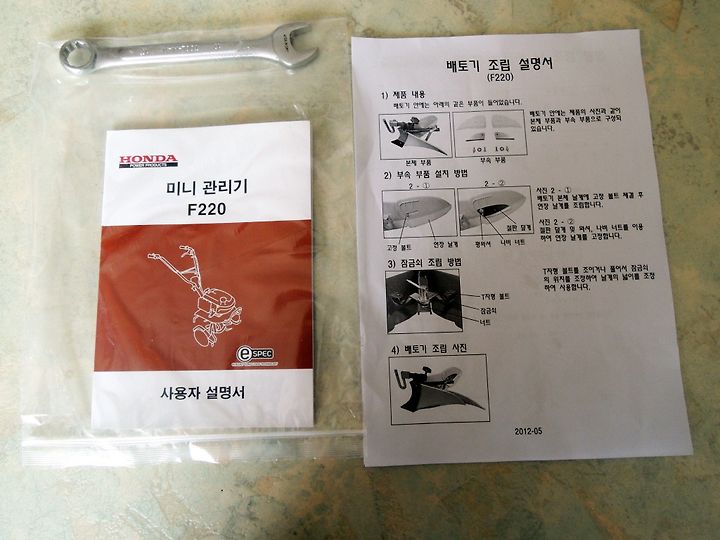 HONDA
POWER PRODUCTS
미니 관리기
F220
e SPEC
사용자 설명서
배토기 조립 설명서
(F220)
1) 제품 내용
배토기 안에는 아래의 같은 부품이 들어있습니다.
배토기 안에는 제품의 사진과 같이
본체 부품과 부속 부품으로 구성되
있었습니다.
본체 부품
부속 부품
2) 부속 부품 설치 방법
2 - ①
2 - ②
사진 2 - ①
배토기 본체 날개에 고정 볼트 체결 후
연장 날개를 조립합니다.
사진 2 - ②
철판 덮개 및 와셔, 나비 너트를 이용
하여 연장 날개를 고정합니다.
철판 덮개
고정 볼트
연장 날개
평와셔
나비 너트
3) 잠금쇠 조립 방법
T자형 볼트를 조이거나 풀어서 잠금쇠
의 위치를 조정하여 날개의 넓이를 조정
하여 사용합니다.
T자형 볼트
잠금쇠
너트
4) 배토기 조립 사진
2012-05